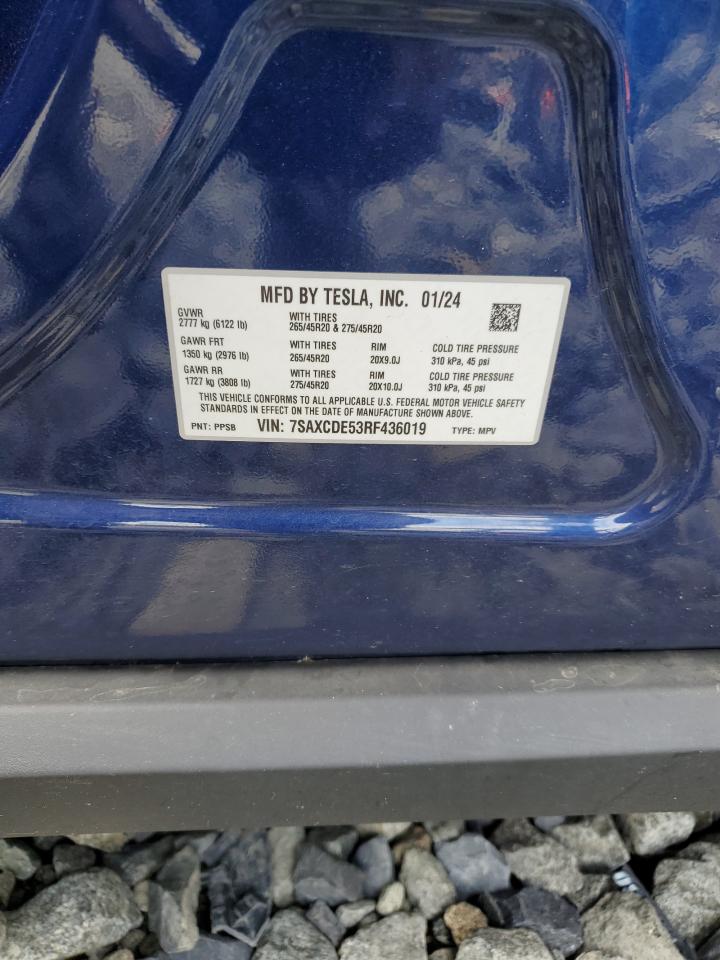 MFD BY TESLA, INC. 01/24
GVWR
2777 kg (6122 lb)
WITH TIRES
265/45R20 & 275/45R20
GAWR FRT
1350 kg (2976 lb)
WITH TIRES
265/45R20
RIM
20X9.0J
COLD TIRE PRESSURE
310 kPa, 45 psi
GAWR RR
1727 kg (3808 lb)
WITH TIRES
275/45R20
RIM
20X10.0J
COLD TIRE PRESSURE
310 kPa, 45 psi
THIS VEHICLE CONFORMS TO ALL APPLICABLE U.S. FEDERAL MOTOR VEHICLE SAFETY
STANDARDS IN EFFECT ON THE DATE OF MANUFACTURE SHOWN ABOVE.
PNT: PPSB VIN: 7SAXCDE53RF436019 TYPE: MPV